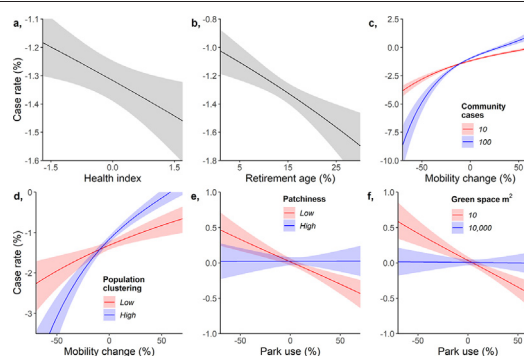 a,
-1.1
-1.2
-1.3
-1.4
-1.5
-1.6
Case rate (%)
-1.5
0.0
1.5
Health index
b,
-0.8
-1.0
-1.2
-1.4
-1.6
-1.8
5
15
25
Retirement age (%)
c,
2.5
0.0
-2.5
-5.0
-7.5
-10.0
Community
cases
10
100
-50
0
50
Mobility change (%)
d,
0
-1
-2
-3
Case rate (%)
Population
clustering
Low
High
-50
0
50
Mobility change (%)
e,
1.0
0.5
0.0
-0.5
-1.0
Patchiness
Low
High
-50
0
50
Park use (%)
f,
1.0
0.5
0.0
-0.5
-1.0
Green space m²
10
10,000
-50
0
50
Park use (%)